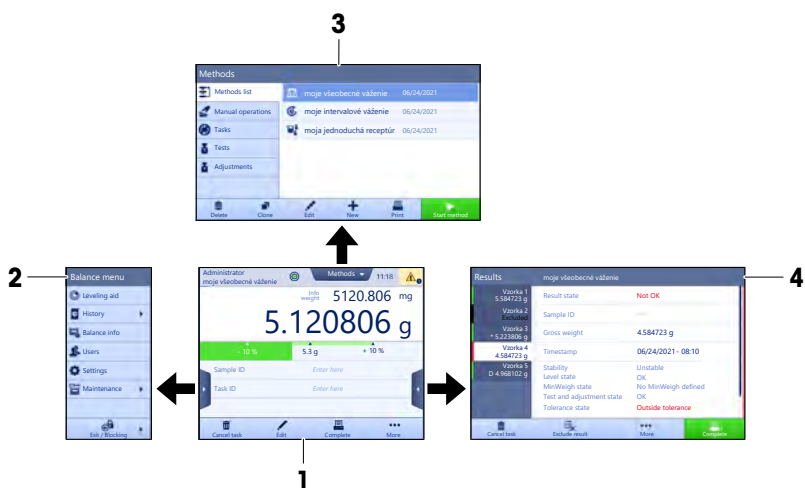 3
Methods
Methods list
Manual operations
Tasks
Tests
Adjustments
moje všeobecné váženie 06/24/2021
moje intervalové váženie 06/24/2021
moja jednoduchá receptúr 06/24/2021
Delete
Clone
Edit
New
Print
Start method
2
Balance menu
Leveling aid
History
Balance info
Users
Settings
Maintenance
Exit / Blocking
Administrator
moje všeobecné váženie
Methods
11:18
Info weight 5120.806 mg
5.120806 g
- 10 %
5.3 g
+ 10 %
Sample ID Enter here
Task ID Enter here
Cancel task
Edit
Complete
More
1
4
Results
moje všeobecné váženie
Vzorka 1
5.584723 g
Vzorka 2
Excluded
Vzorka 3
* 5.223806 g
Vzorka 4
4.584723 g
Vzorka 5
D 4.968102 g
Result state Not OK
Sample ID ---
Gross weight 4.584723 g
Timestamp 06/24/2021 - 08:10
Stability Unstable
Level state OK
MinWeigh state No MinWeigh defined
Test and adjustment state OK
Tolerance state Outside tolerance
Cancel task
Exclude result
More
Complete